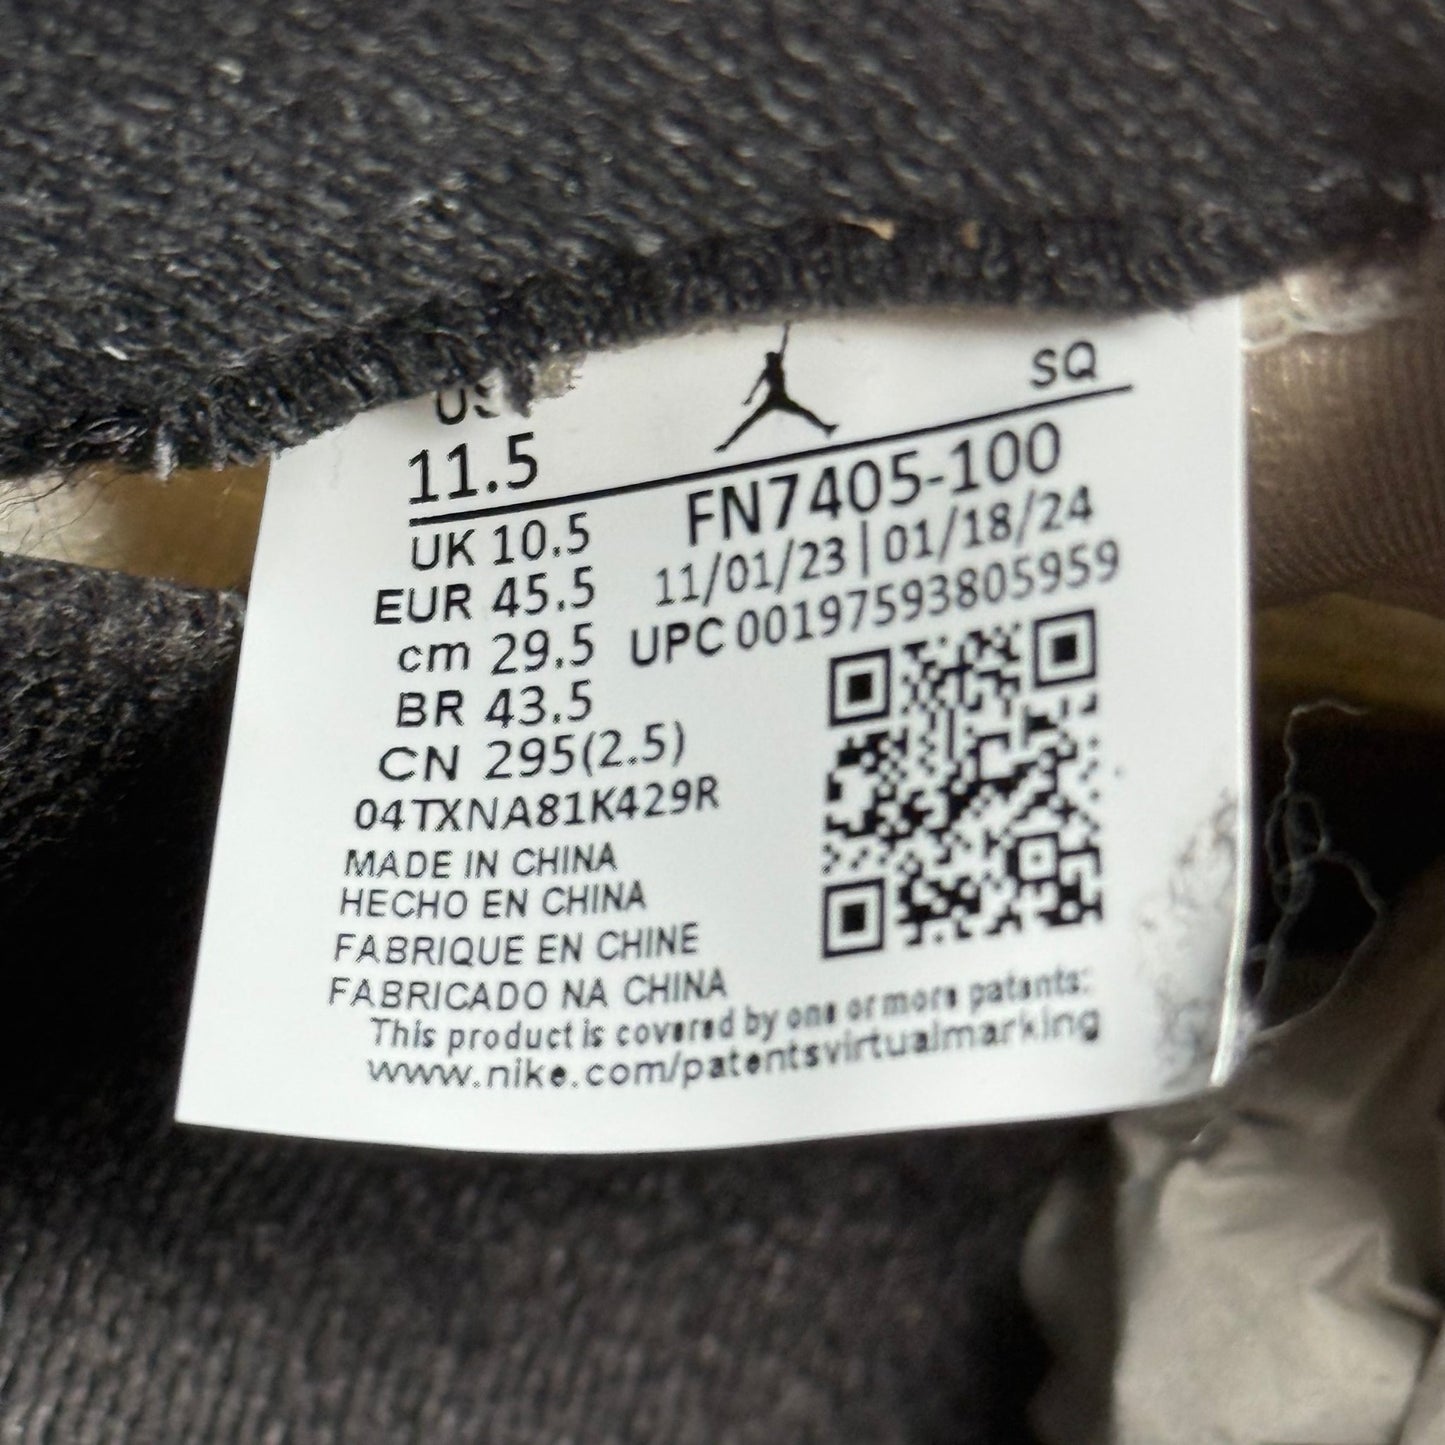 US
SQ
11.5
FN7405-100
UK 10.5
11/01/23 | 01/18/24
EUR 45.5
UPC 00197593805959
cm 29.5
BR 43.5
CN 295(2.5)
04TXNA81K429R
MADE IN CHINA
HECHO EN CHINA
FABRIQUE EN CHINE
FABRICADO NA CHINA
This product is covered by one or more patents:
www.nike.com/patentsvirtualmarking